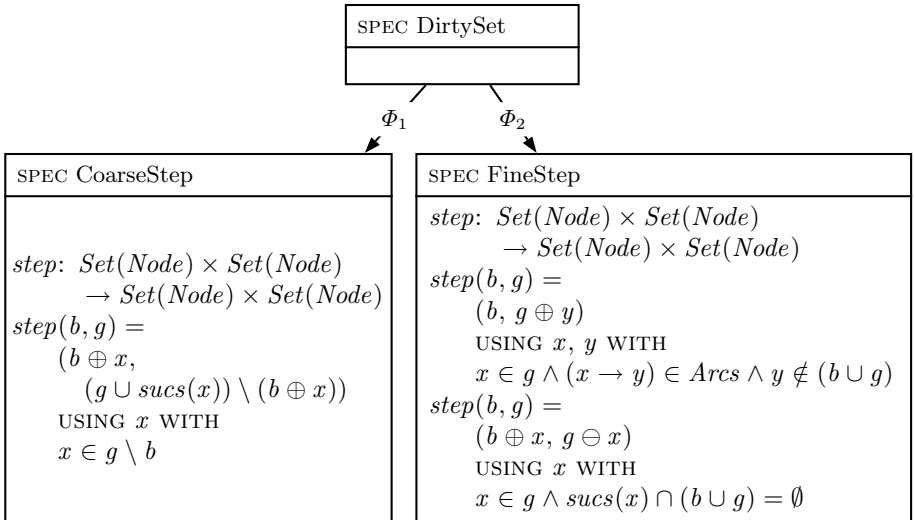 SPEC DirtySet
Φ₁
Φ₂
SPEC CoarseStep
step: Set(Node) × Set(Node)
→ Set(Node) × Set(Node)
step(b, g) =
(b ⊕ x,
(g ∪ sucs(x)) \ (b ⊕ x))
USING x WITH
x ∈ g \ b
SPEC FineStep
step: Set(Node) × Set(Node)
→ Set(Node) × Set(Node)
step(b, g) =
(b, g ⊕ y)
USING x, y WITH
x ∈ g ∧ (x → y) ∈ Arcs ∧ y ∉ (b ∪ g)
step(b, g) =
(b ⊕ x, g ⊖ x)
USING x WITH
x ∈ g ∧ sucs(x) ∩ (b ∪ g) = ∅